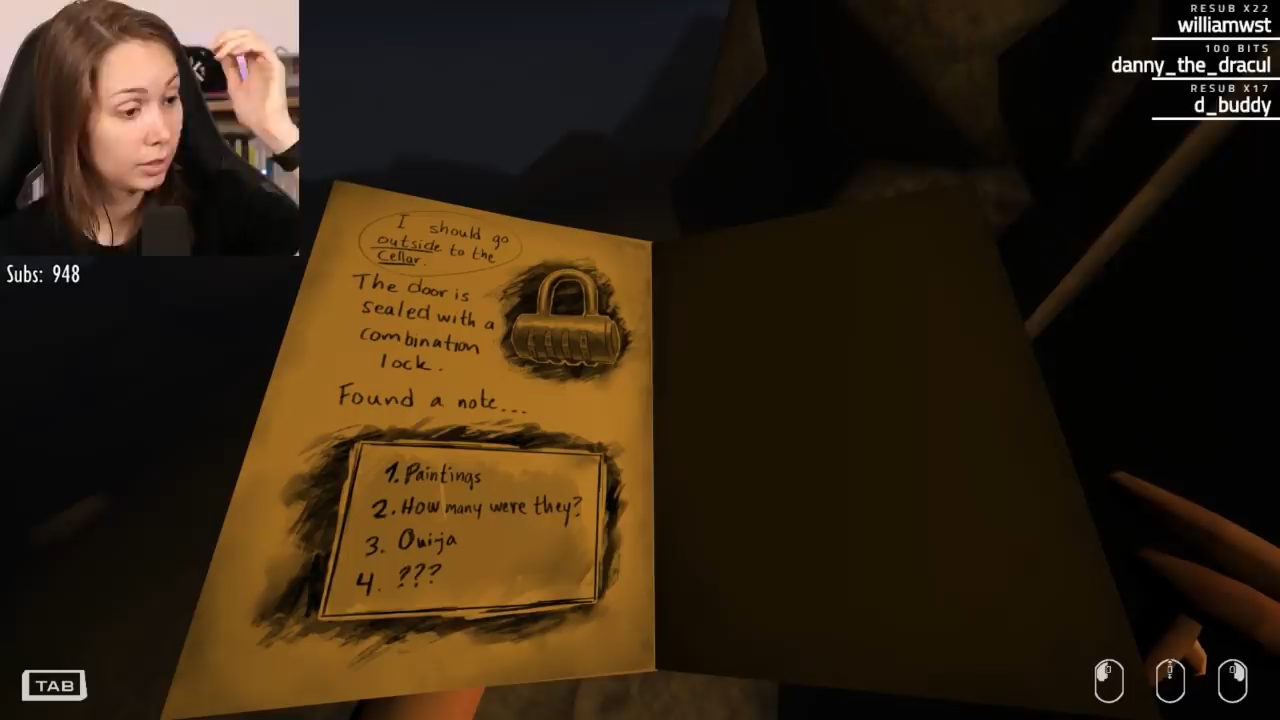 RESUB X22
williamwst
100 BITS
danny_the_dracul
RESUB X17
d_buddy
Subs: 948
I should go
outside to the
Cellar.
The door is
sealed with a
combination
lock.
Found a note...
1. Paintings
2. How many were they?
3. Ouija
4. ???
TAB